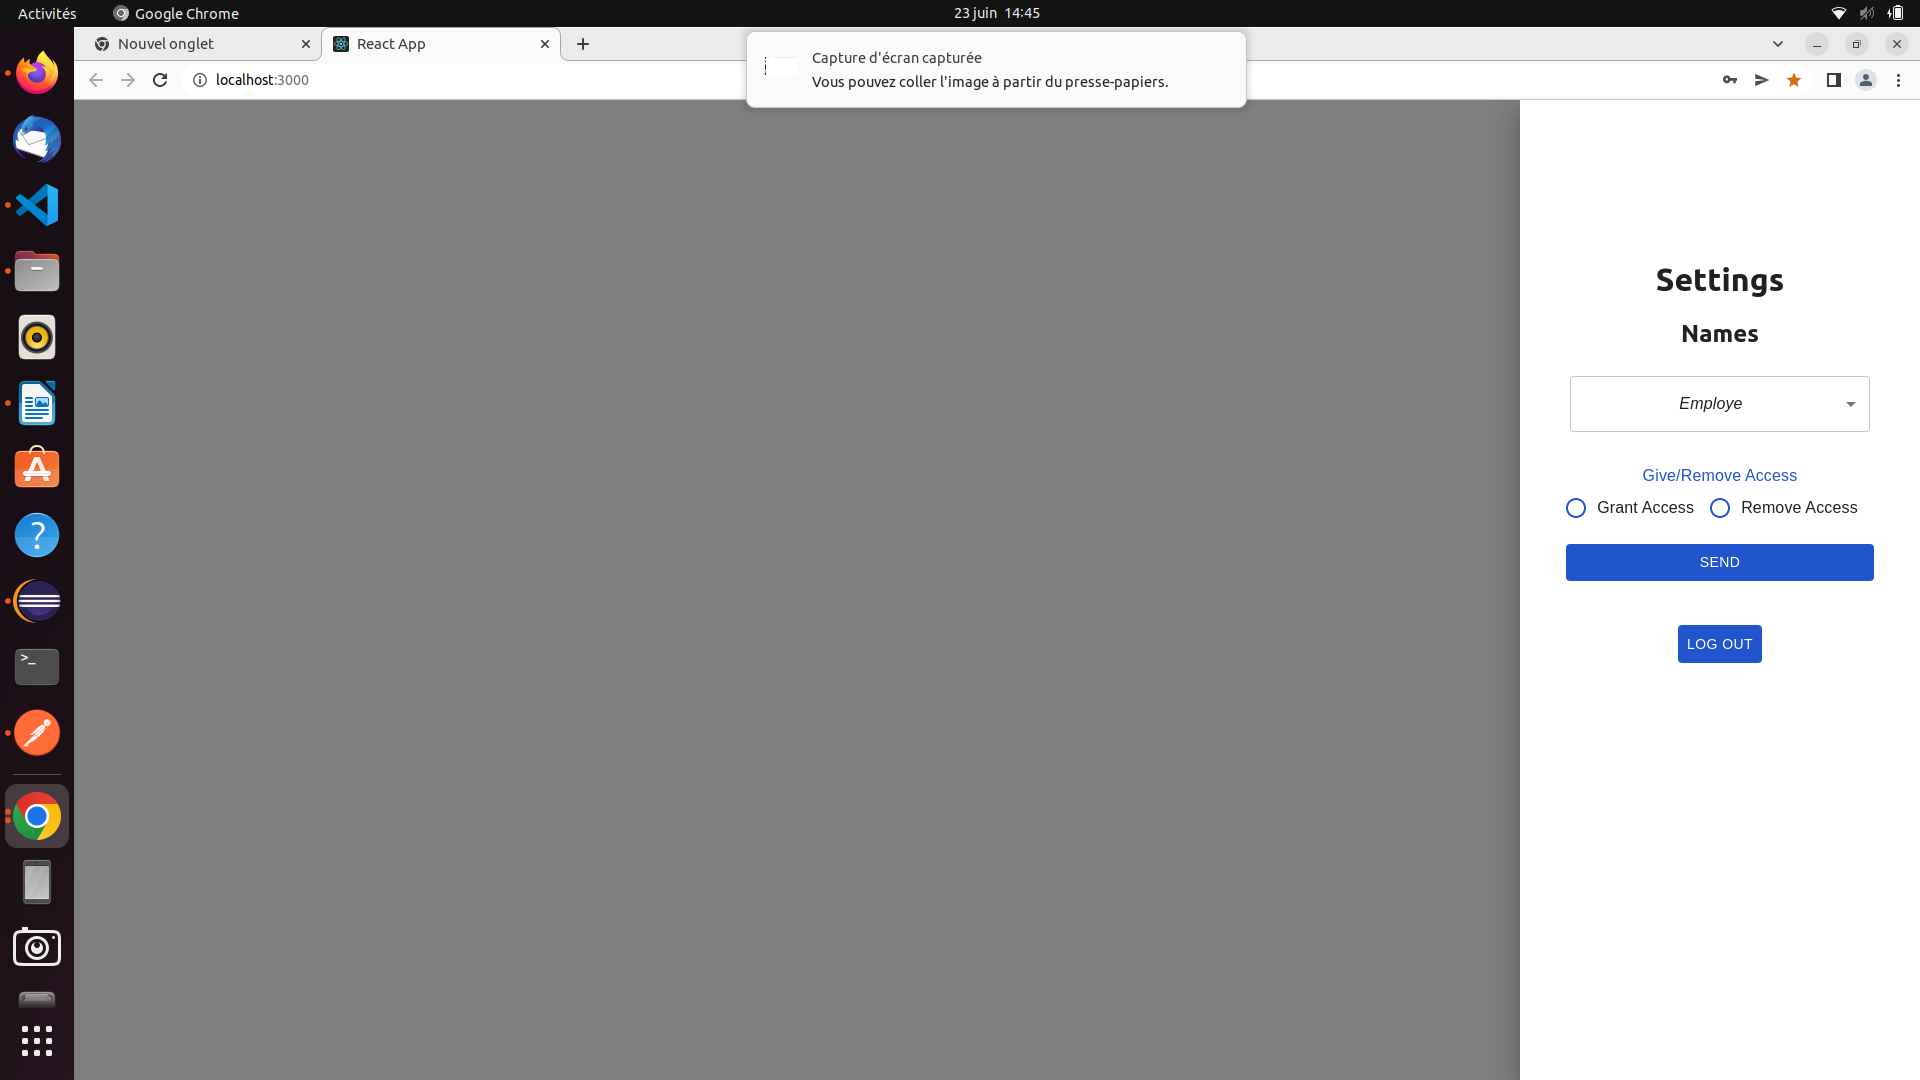 Activités
Google Chrome
23 juin 14:45
Nouvel onglet
React App
localhost:3000
Capture d'écran capturée
Vous pouvez coller l'image à partir du presse-papiers.
Settings
Names
Employe
Give/Remove Access
Grant Access
Remove Access
SEND
LOG OUT